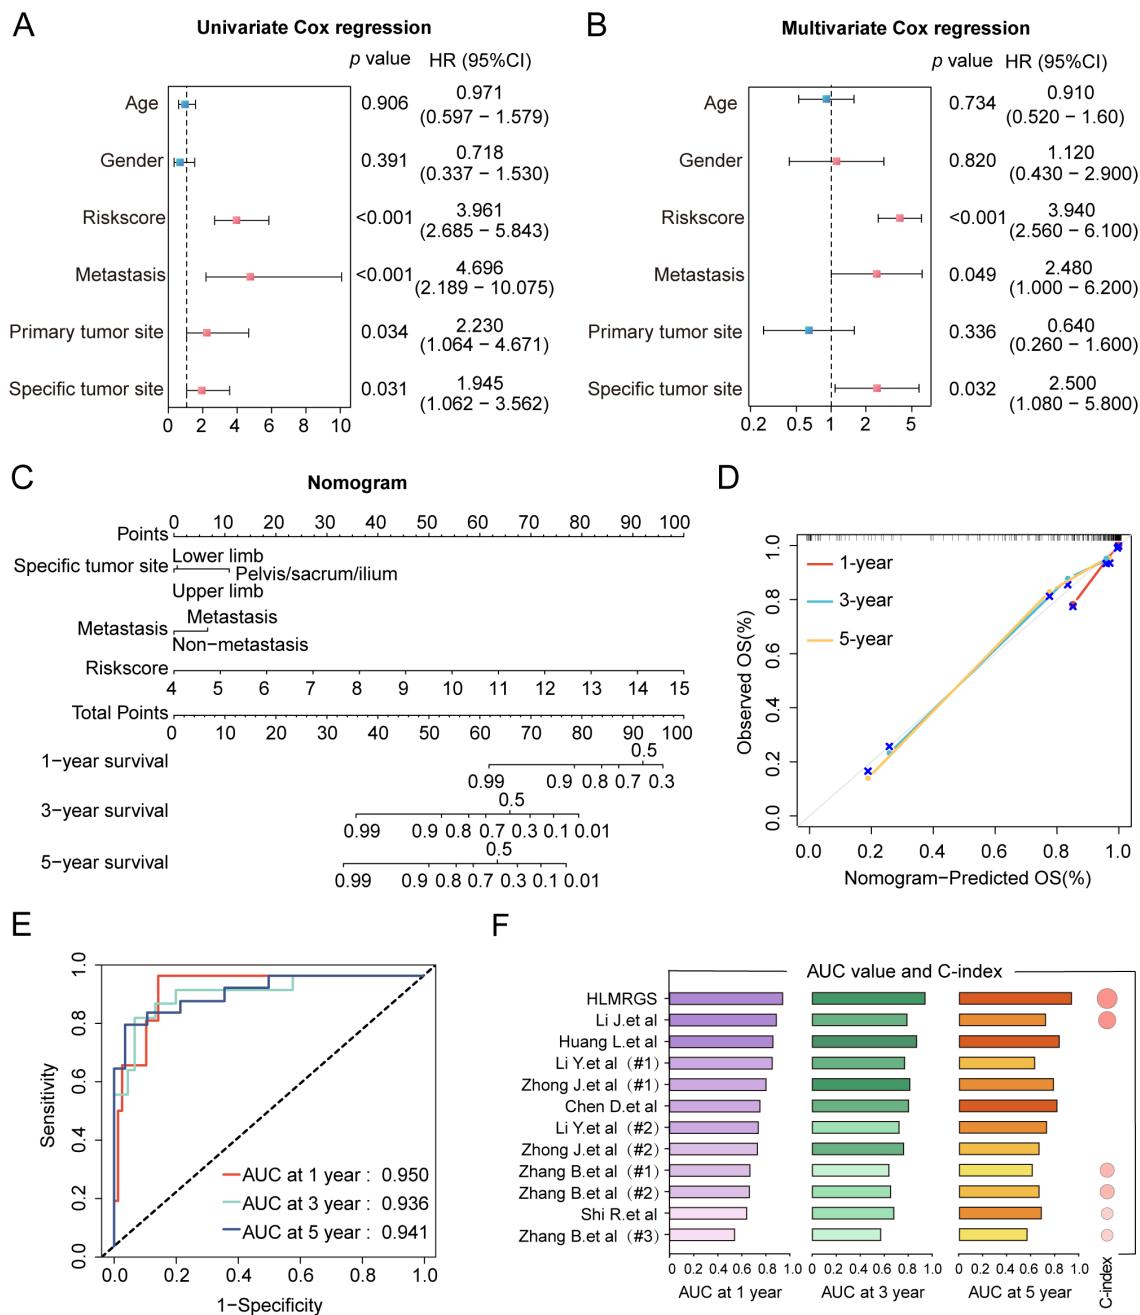 A
Univariate Cox regression
p value HR (95%CI)
Age 0.906 0.971
(0.597 − 1.579)
Gender 0.391 0.718
(0.337 − 1.530)
Riskscore <0.001 3.961
(2.685 − 5.843)
Metastasis <0.001 4.696
(2.189 − 10.075)
Primary tumor site 0.034 2.230
(1.064 − 4.671)
Specific tumor site 0.031 1.945
(1.062 − 3.562)
0 2 4 6 8 10
B
Multivariate Cox regression
p value HR (95%CI)
Age 0.734 0.910
(0.520 − 1.60)
Gender 0.820 1.120
(0.430 − 2.900)
Riskscore <0.001 3.940
(2.560 − 6.100)
Metastasis 0.049 2.480
(1.000 − 6.200)
Primary tumor site 0.336 0.640
(0.260 − 1.600)
Specific tumor site 0.032 2.500
(1.080 − 5.800)
0.2 0.5 1 2 5
C
Nomogram
Points 0 10 20 30 40 50 60 70 80 90 100
Lower limb
Specific tumor site Pelvis/sacrum/ilium
Upper limb
Metastasis
Metastasis
Non−metastasis
Riskscore
4 5 6 7 8 9 10 11 12 13 14 15
Total Points
0 10 20 30 40 50 60 70 80 90 100
0.5
1−year survival
0.99 0.9 0.8 0.7 0.3
0.5
3−year survival
0.99 0.9 0.8 0.7 0.3 0.1 0.01
0.5
5−year survival
0.99 0.9 0.8 0.7 0.3 0.1 0.01
D
1-year
3-year
5-year
Observed OS(%)
0.0 0.2 0.4 0.6 0.8 1.0
0.0 0.2 0.4 0.6 0.8 1.0
Nomogram−Predicted OS(%)
E
Sensitivity
0.0 0.2 0.4 0.6 0.8 1.0
AUC at 1 year : 0.950
AUC at 3 year : 0.936
AUC at 5 year : 0.941
0.0 0.2 0.4 0.6 0.8 1.0
1−Specificity
F
AUC value and C-index
HLMRGS
Li J.et al
Huang L.et al
Li Y.et al (#1)
Zhong J.et al (#1)
Chen D.et al
Li Y.et al (#2)
Zhong J.et al (#2)
Zhang B.et al (#1)
Zhang B.et al (#2)
Shi R.et al
Zhang B.et al (#3)
0 0.2 0.4 0.6 0.8 1.0
0 0.2 0.4 0.6 0.8 1.0
0 0.2 0.4 0.6 0.8 1.0
AUC at 1 year
AUC at 3 year
AUC at 5 year
C-index